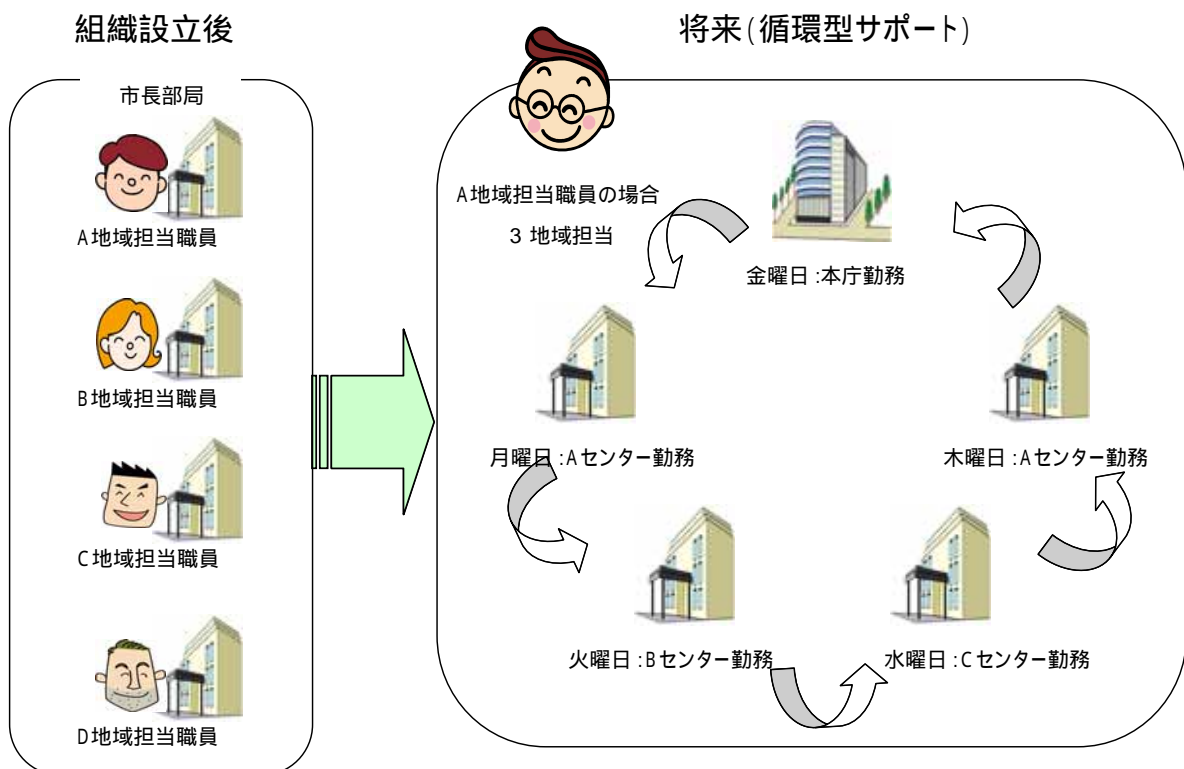 組織設立後
市長部局
A地域担当職員
B地域担当職員
C地域担当職員
D地域担当職員
将来(循環型サポート)
A地域担当職員の場合
3 地域担当
金曜日:本庁勤務
月曜日:Aセンター勤務
木曜日:Aセンター勤務
火曜日:Bセンター勤務
水曜日:Cセンター勤務